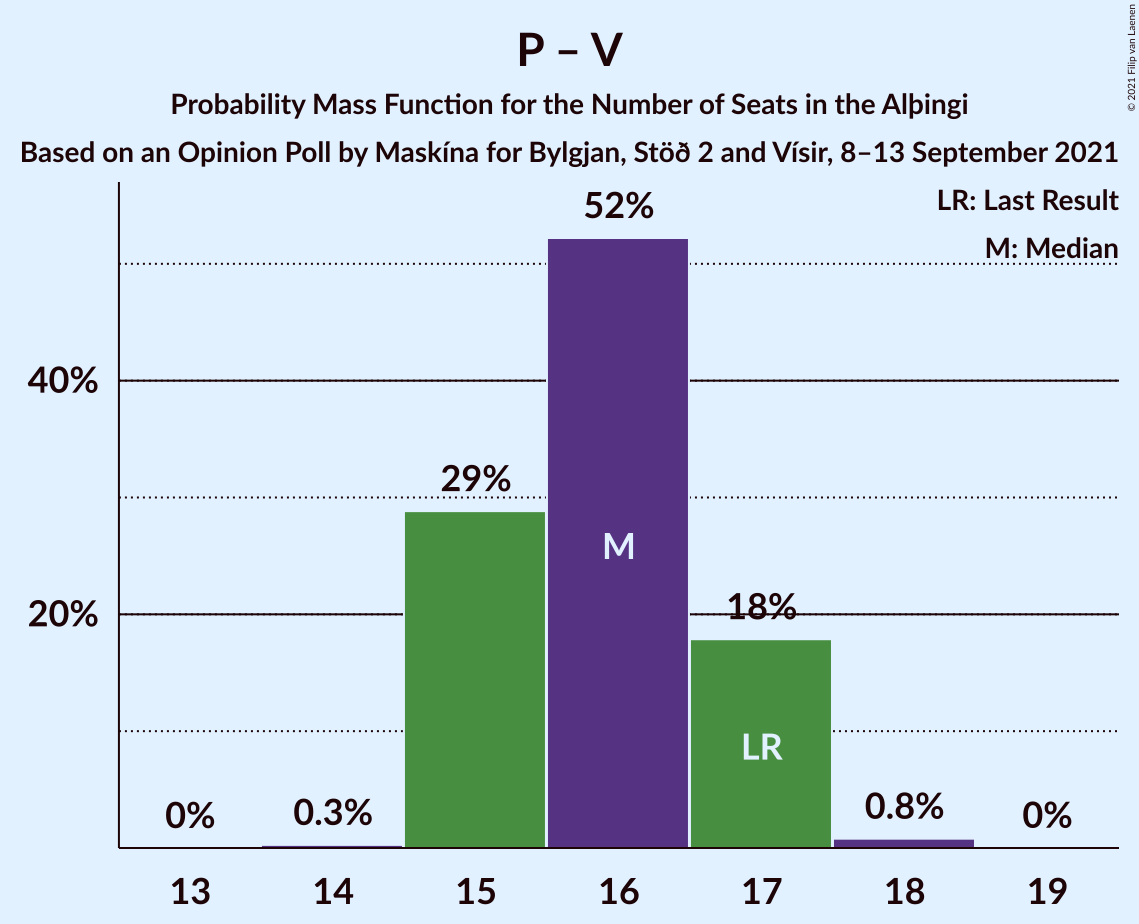 P – V
Probability Mass Function for the Number of Seats in the Alþingi
Based on an Opinion Poll by Maskína for Bylgjan, Stöð 2 and Vísir, 8–13 September 2021
© 2021 Filip van Laenen
LR: Last Result
M: Median
52%
40%
29%
M
20%
18%
LR
0%
0.3%
0.8%
0%
13 14 15 16 17 18 19